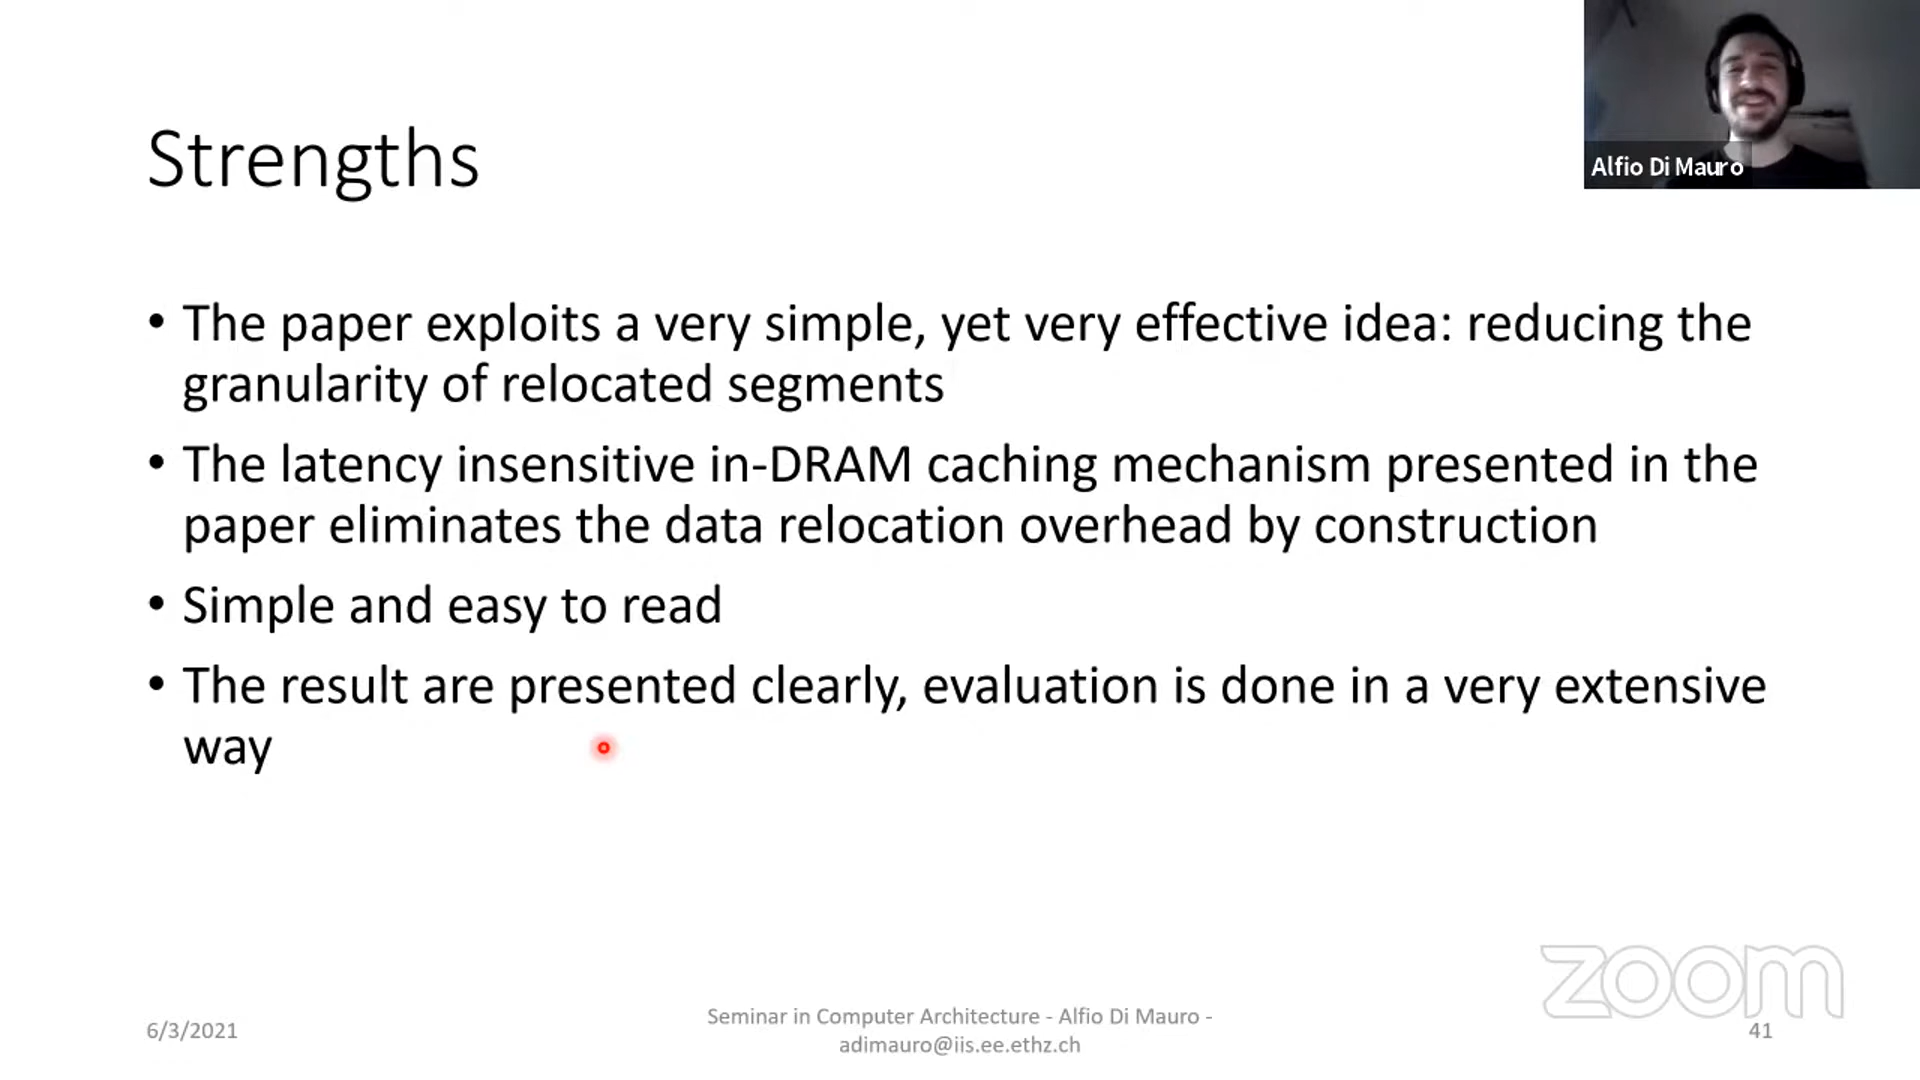 Alfio Di Mauro
Strengths
• The paper exploits a very simple, yet very effective idea: reducing the
granularity of relocated segments
• The latency insensitive in-DRAM caching mechanism presented in the
paper eliminates the data relocation overhead by construction
• Simple and easy to read
• The result are presented clearly, evaluation is done in a very extensive
way
zoom
6/3/2021
Seminar in Computer Architecture - Alfio Di Mauro -
adimauro@iis.ee.ethz.ch
41